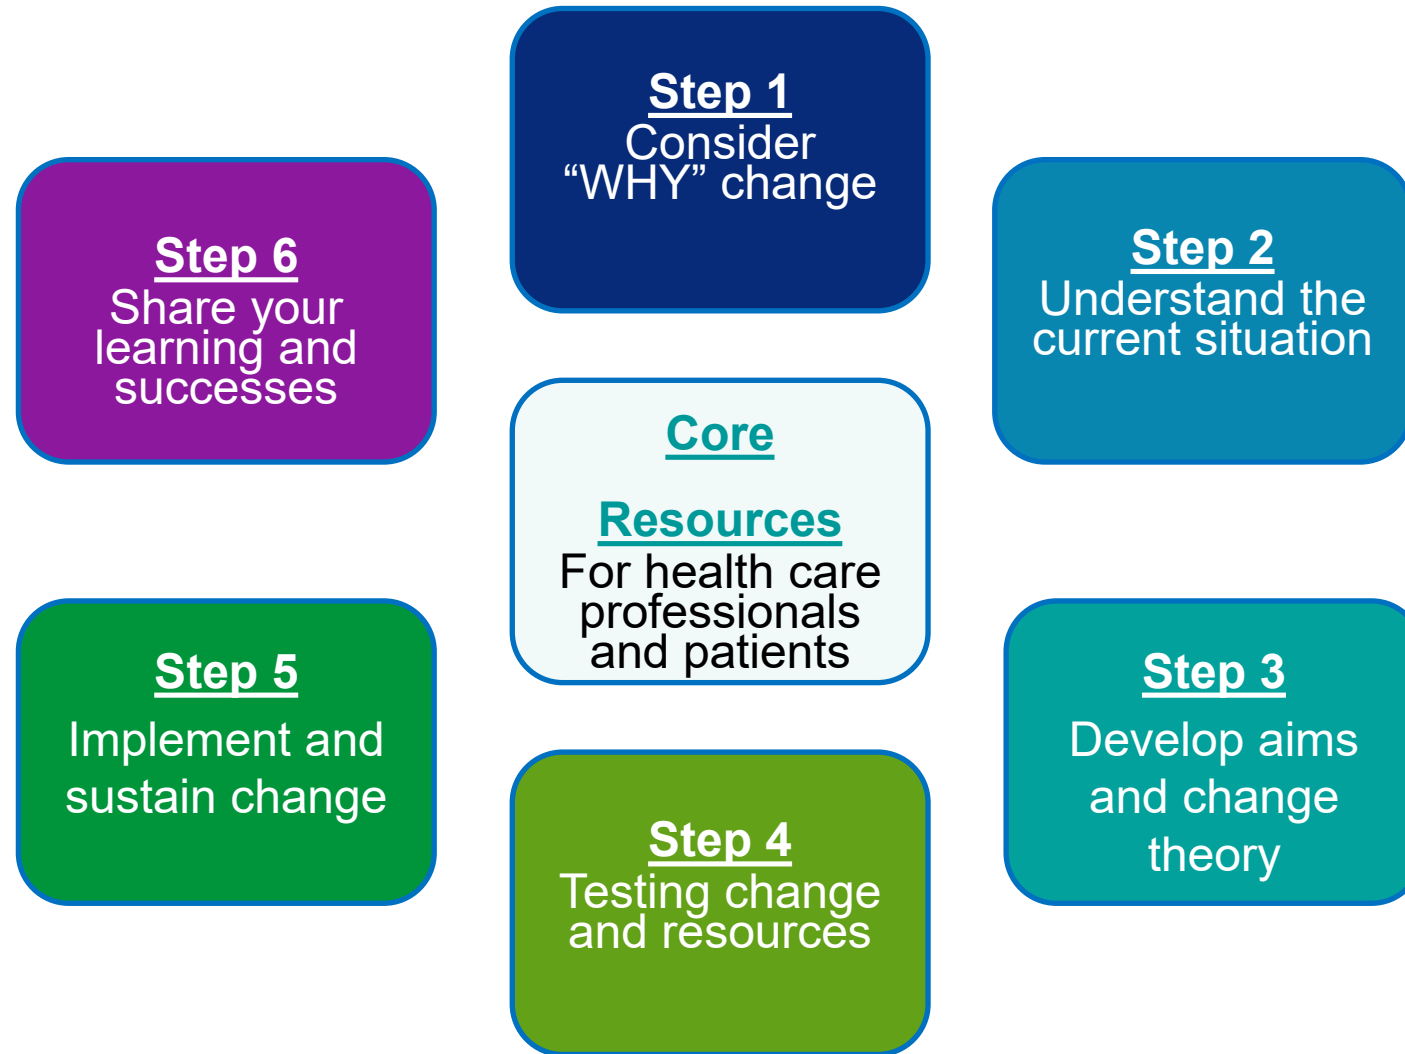 Step 1
Consider
“WHY” change
Step 2
Understand the
current situation
Step 3
Develop aims
and change
theory
Step 4
Testing change
and resources
Step 5
Implement and
sustain change
Step 6
Share your
learning and
successes
Core
Resources
For health care
professionals
and patients